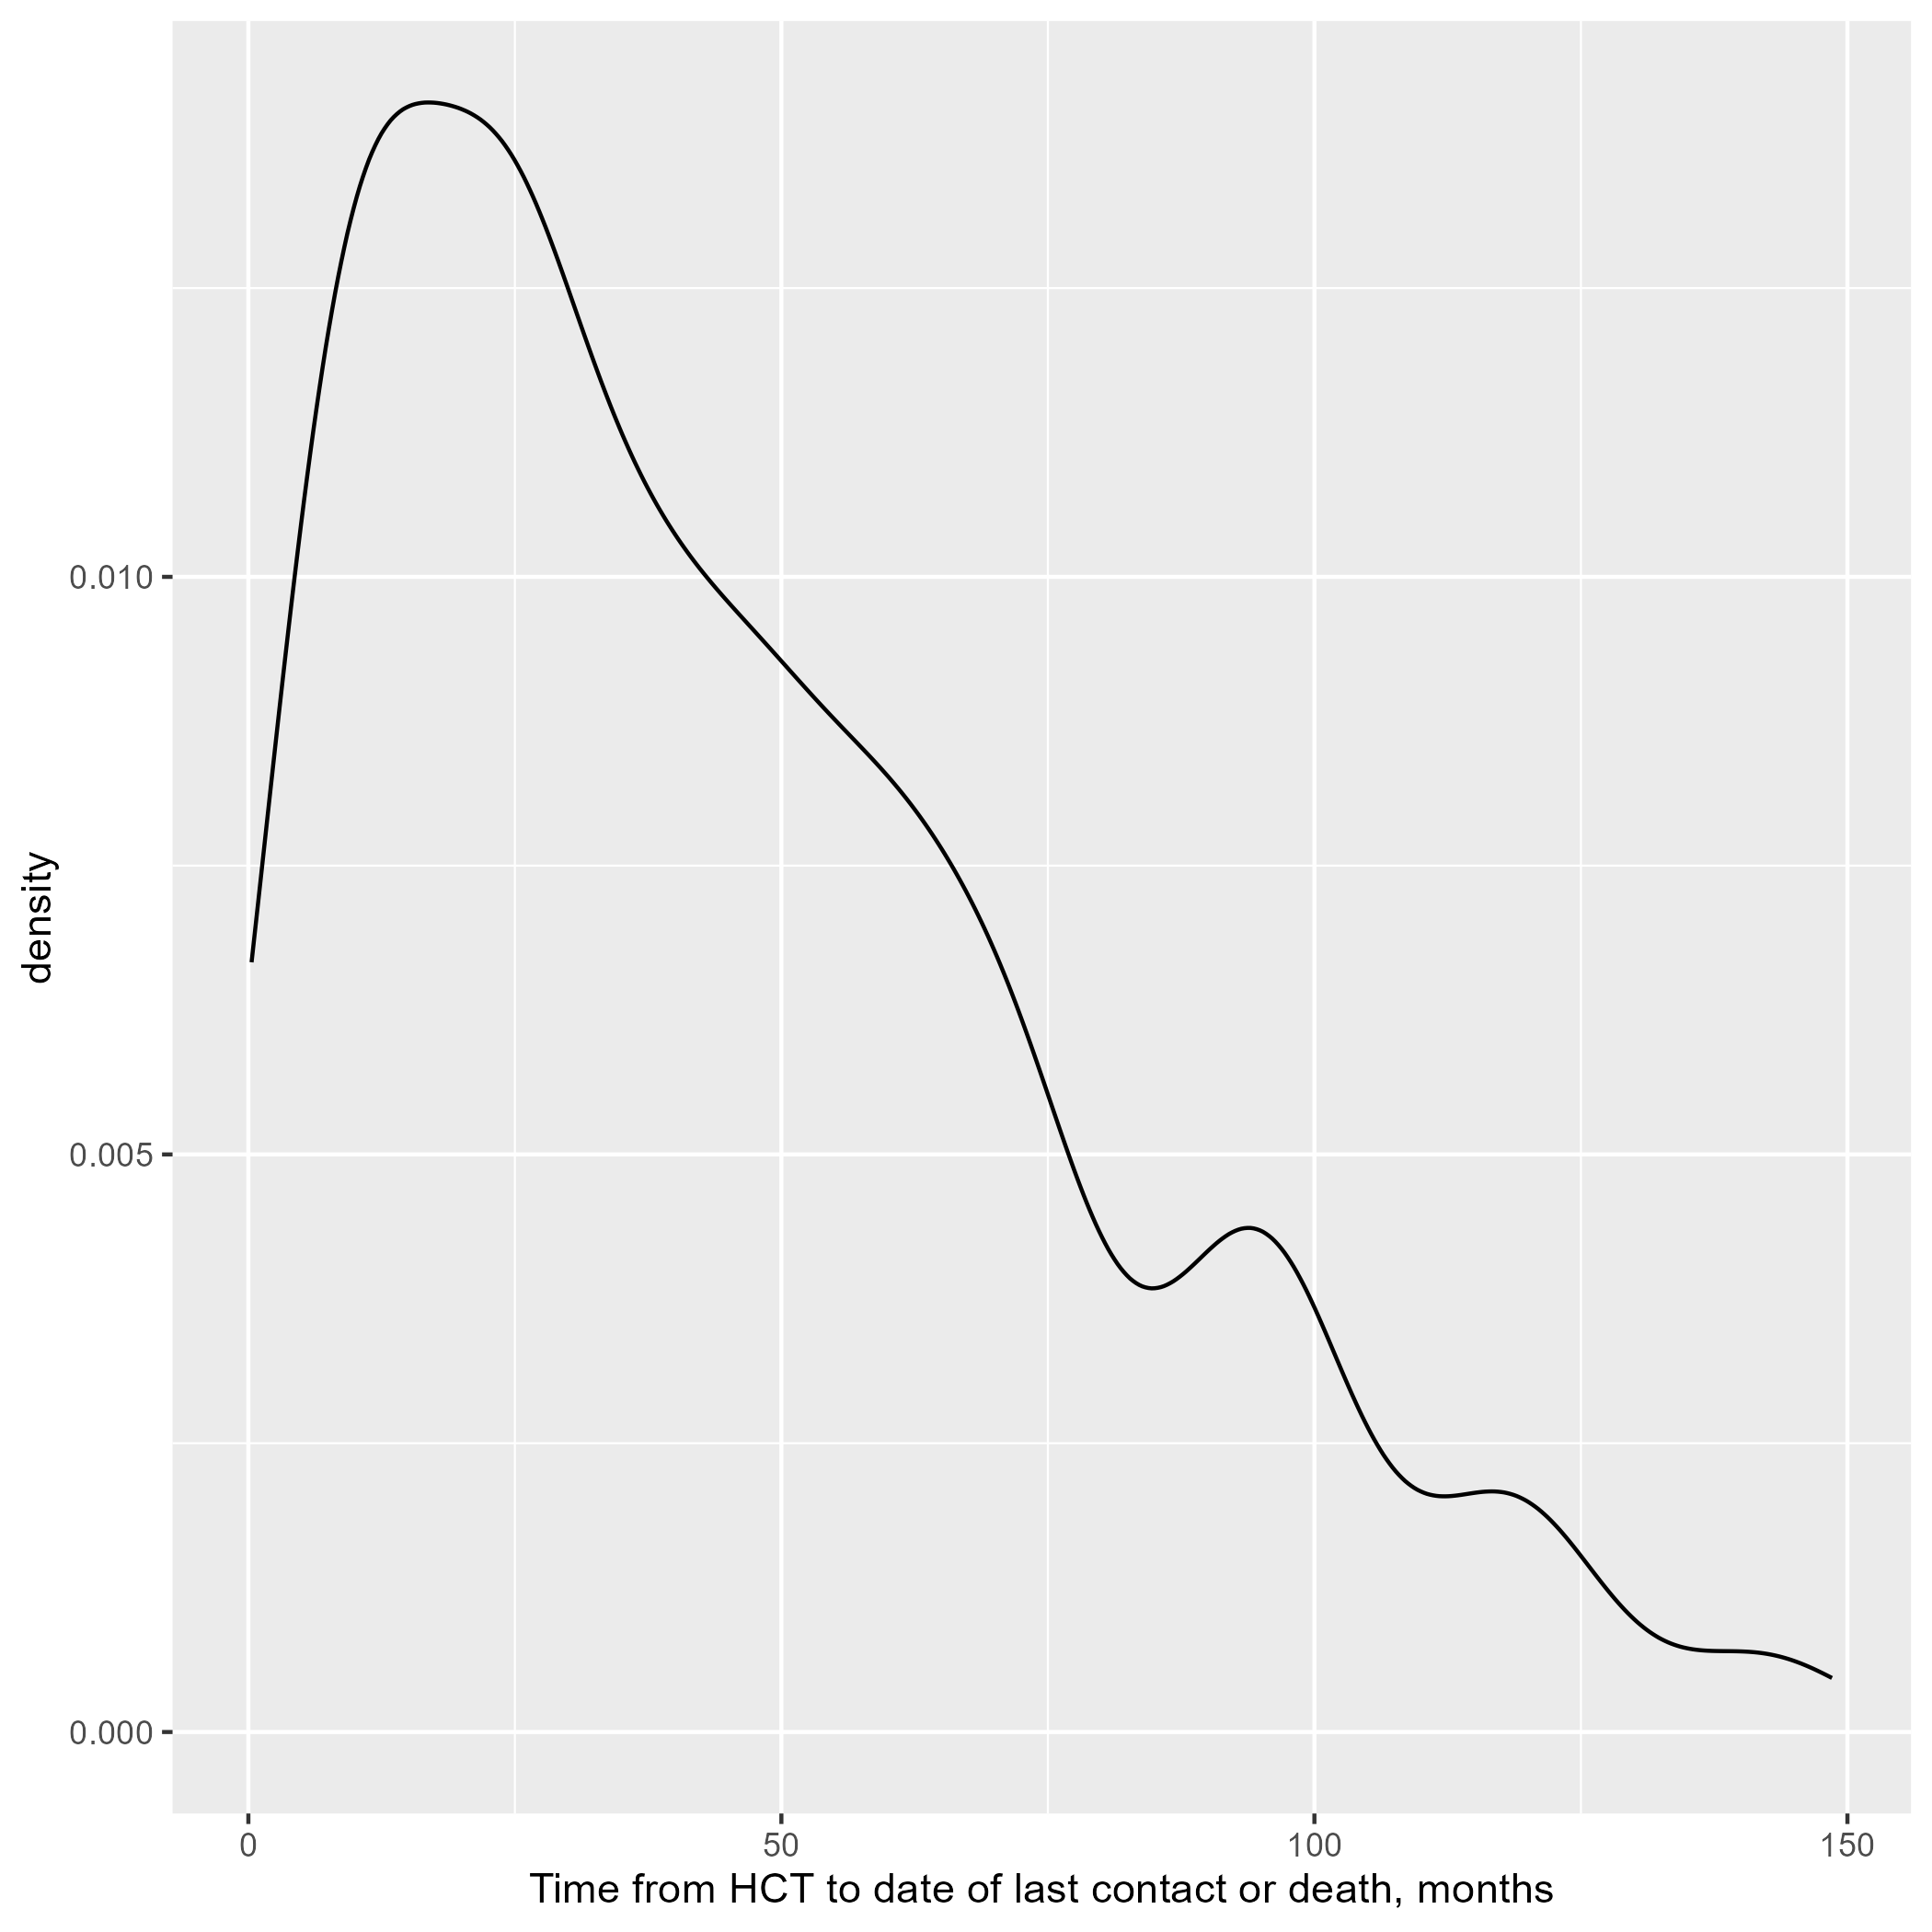 density
0.010
0.005
0.000
0 50 100 150
Time from HCT to date of last contact or death, months